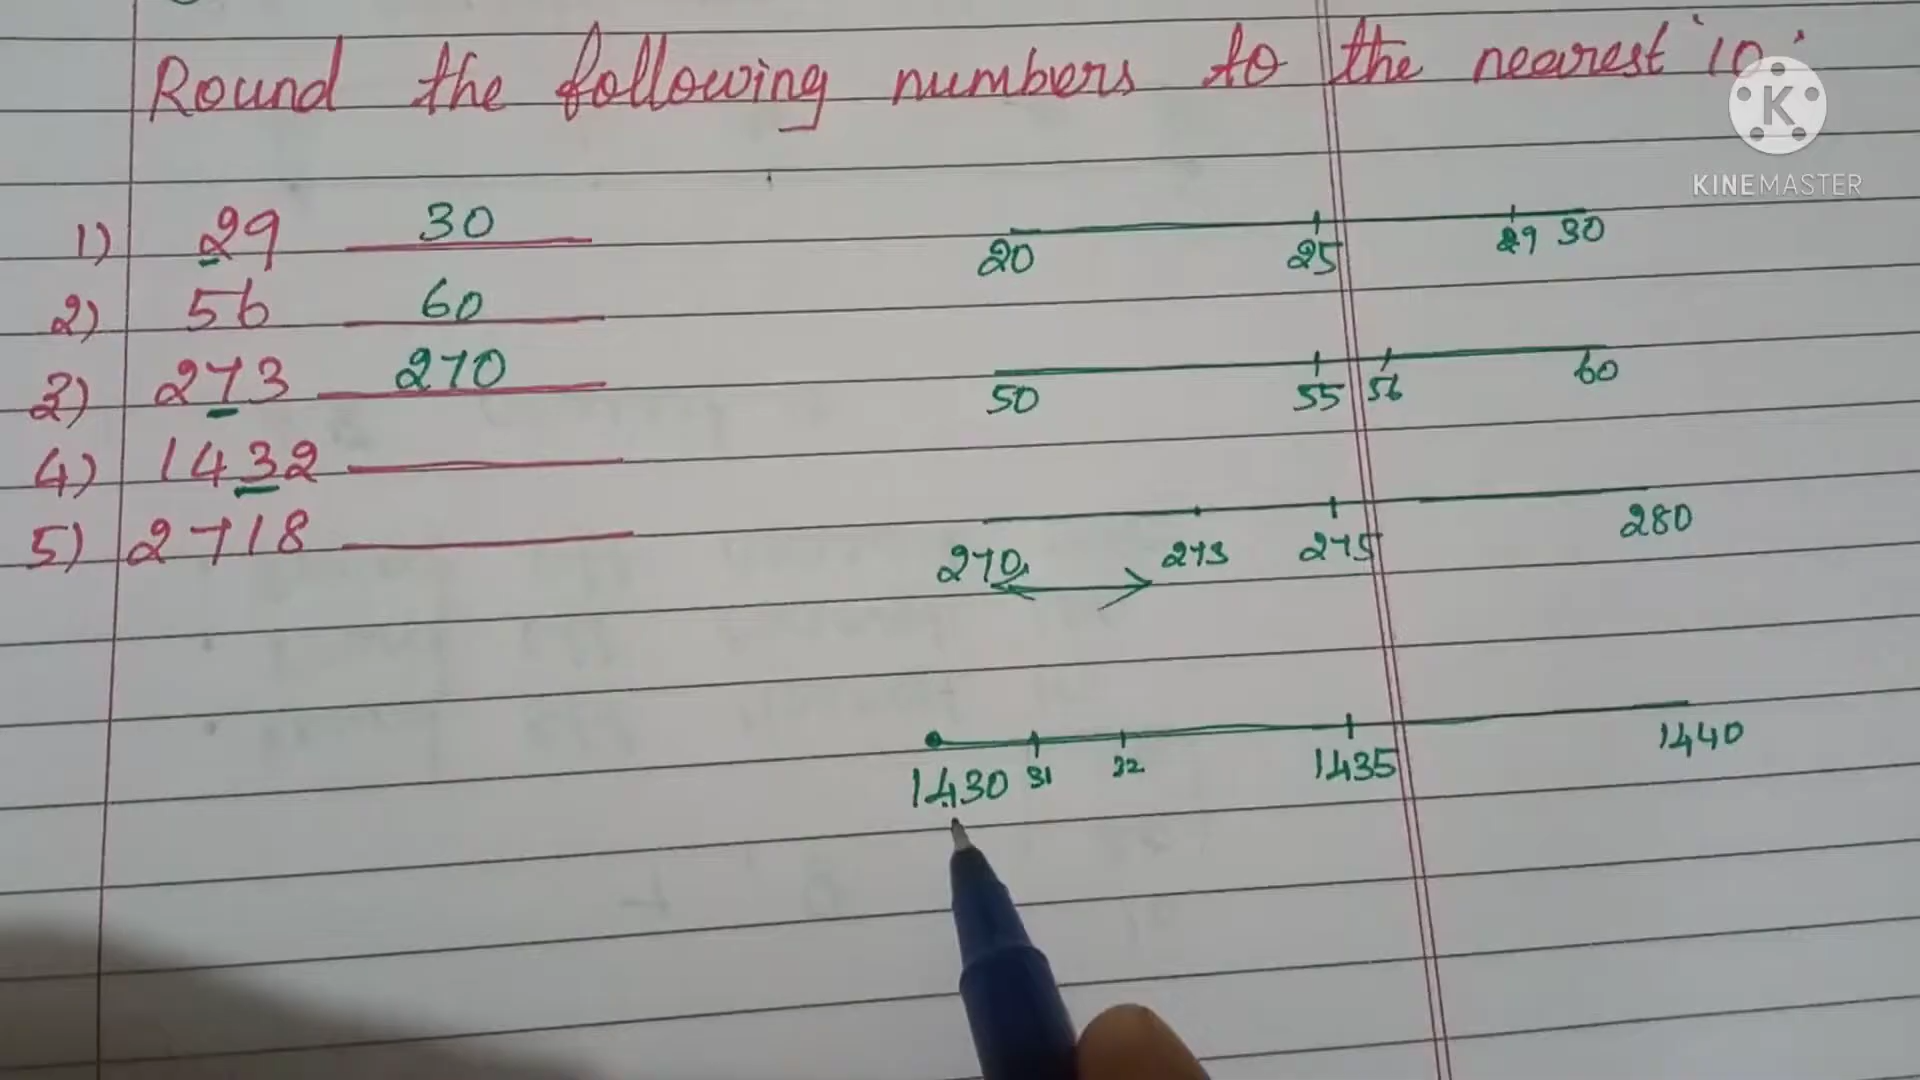 Round the following numbers to the nearest '10'.
KINEMASTER
1) 29 30
2) 56 60
3) 273 270
4) 1432
5) 2718
20 25 29 30
50 55 56 60
270 273 275 280
1430 31 32 1435 1440